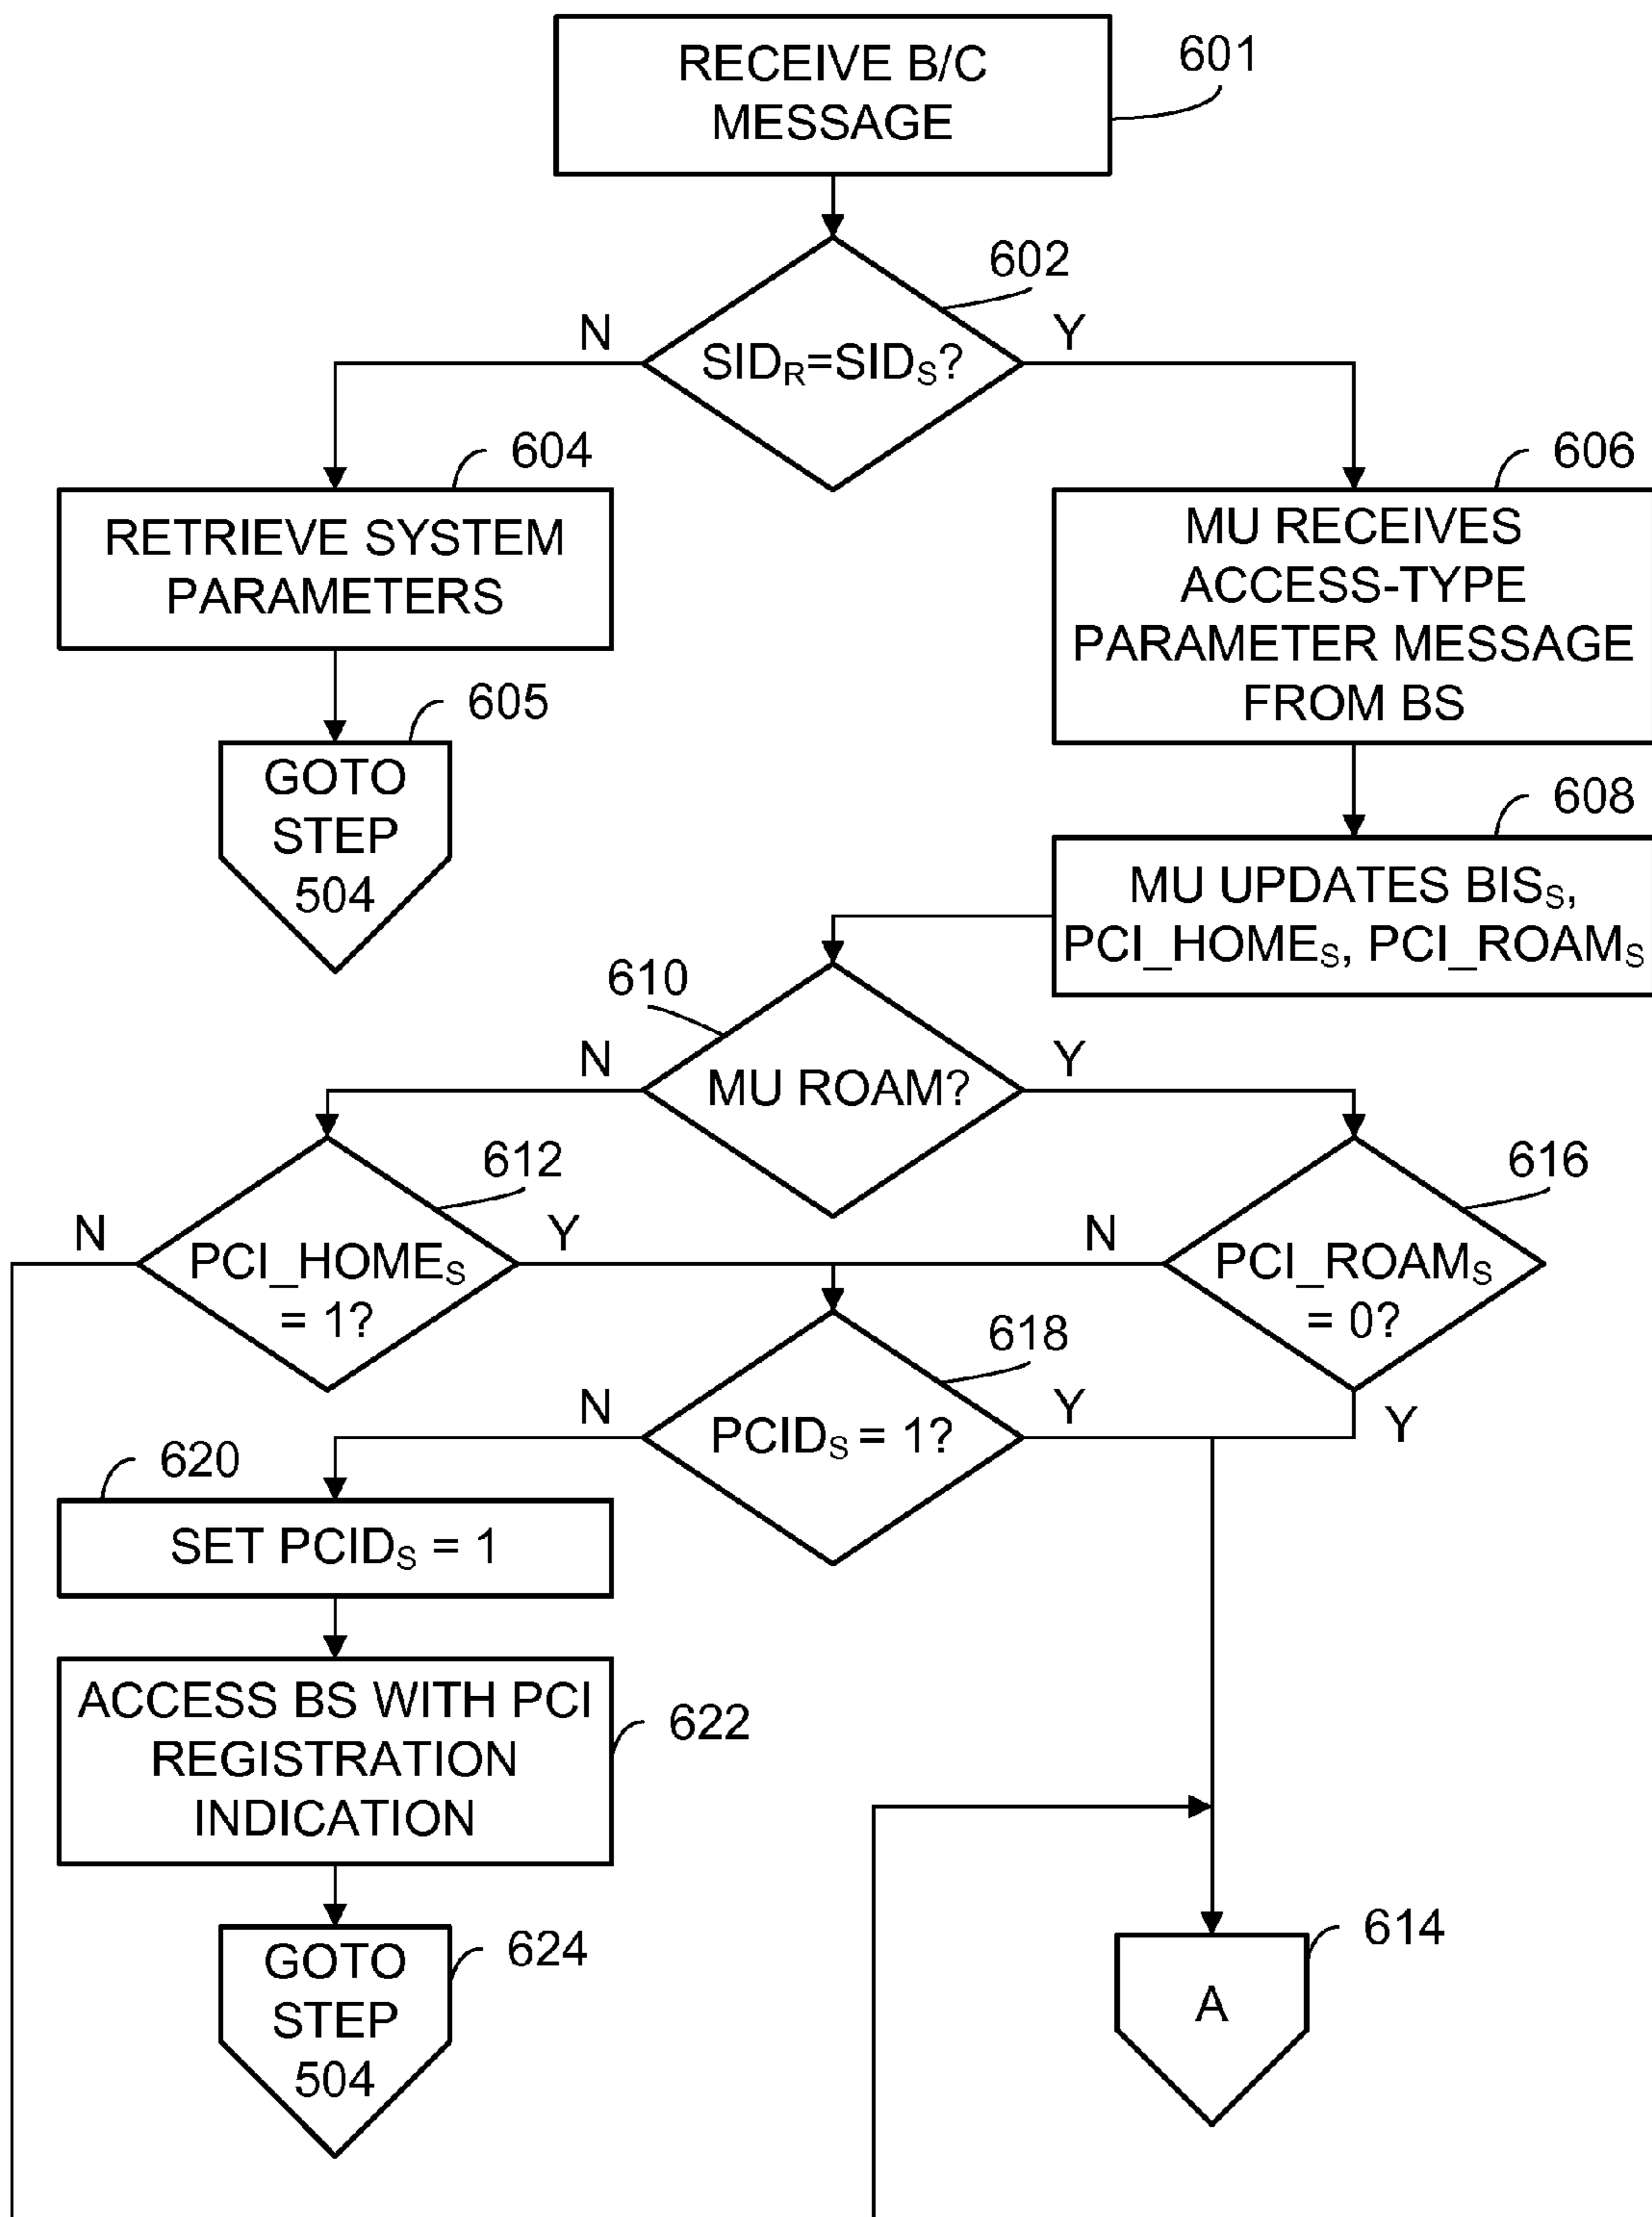 RECEIVE B/C
MESSAGE
601
602
N
Y
SIDR=SIDS?
604
606
RETRIEVE SYSTEM
PARAMETERS
MU RECEIVES
ACCESS-TYPE
PARAMETER MESSAGE
FROM BS
605
GOTO
STEP
504
608
MU UPDATES BISS,
PCI_HOMES, PCI_ROAMS
610
N
Y
MU ROAM?
612
616
N
Y
N
PCI_HOMES
= 1?
PCI_ROAMS
= 0?
618
N
Y
Y
PCIDS = 1?
620
SET PCIDS = 1
ACCESS BS WITH PCI
REGISTRATION
INDICATION
622
GOTO
STEP
504
624
614
A